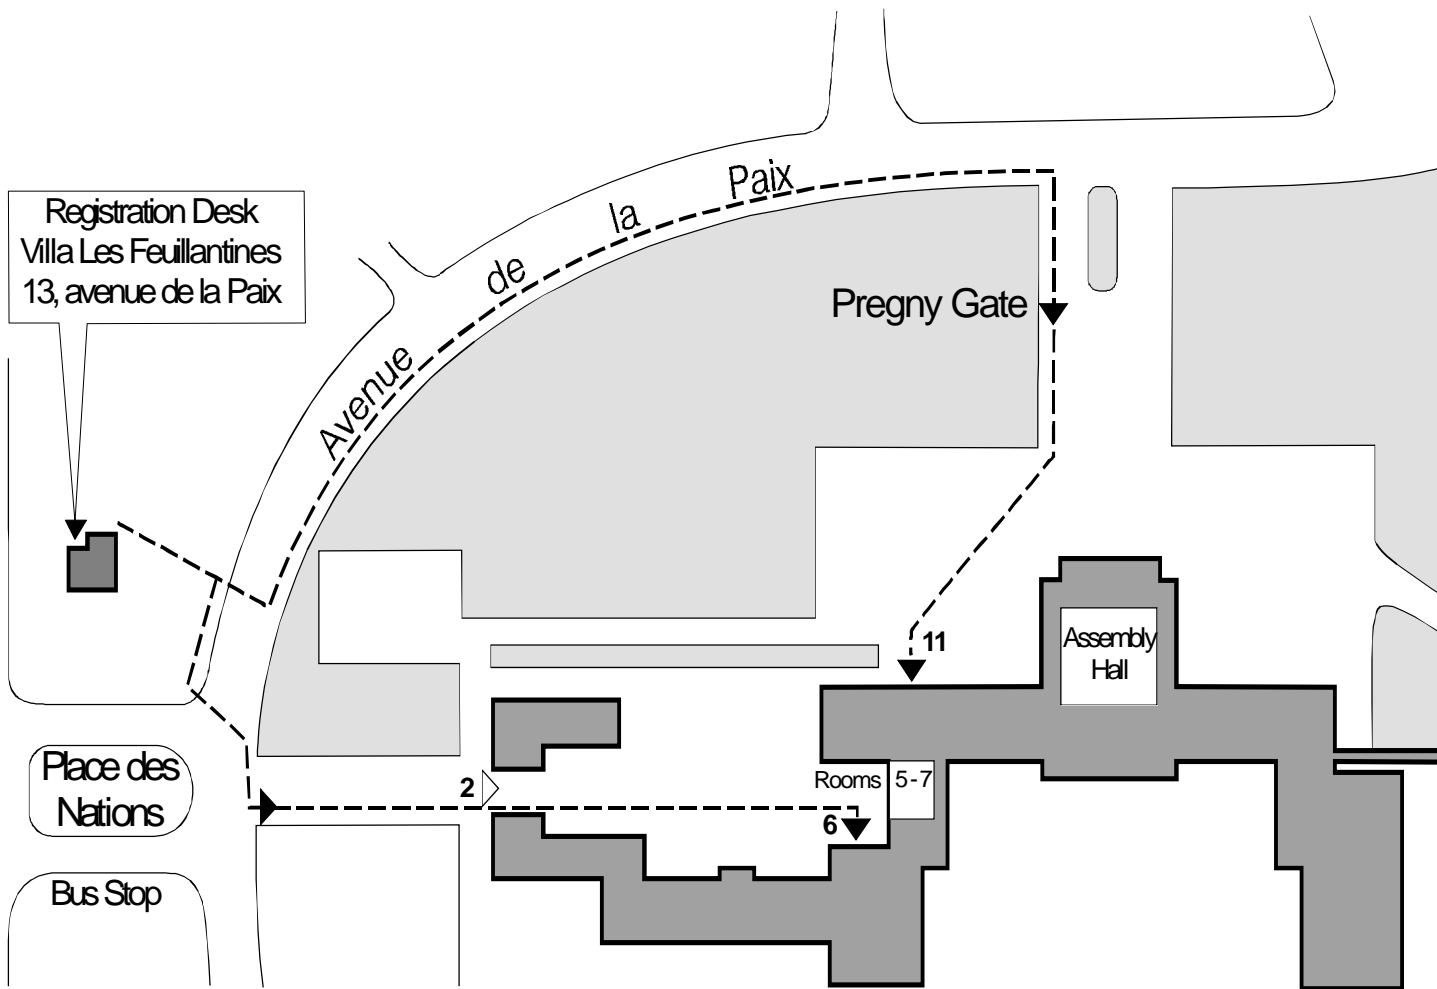 Avenue de la Paix
Registration Desk
Villa Les Feuillantines
13, avenue de la Paix
Pregny Gate
11
Assembly
Hall
Place des
Nations
2
Rooms 5-7
6
Bus Stop